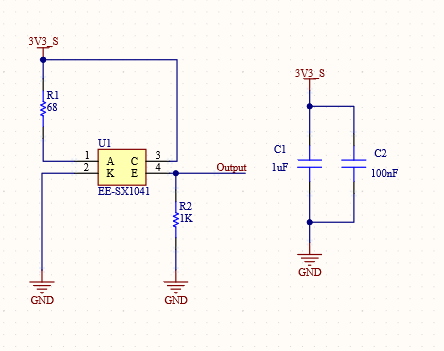 3V3_S
R1
68
U1
1 A C 3
2 K E 4
EE-SX1041
Output
R2
1K
GND
GND
3V3_S
C1
1uF
C2
100nF
GND